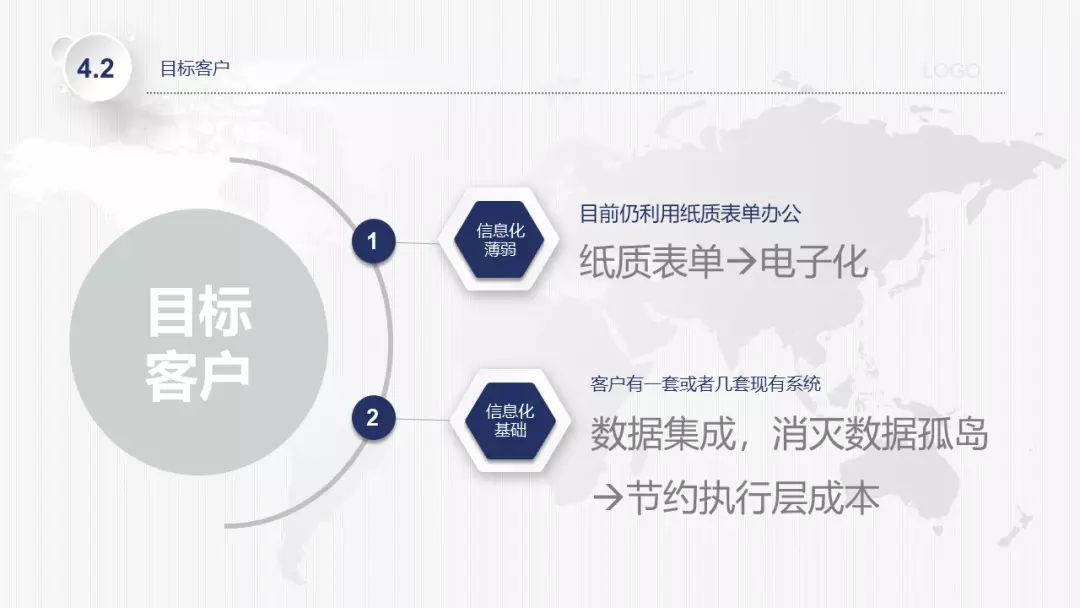 4.2
目标客户
LOGO
目标
客户
1
信息化
薄弱
目前仍利用纸质表单办公
纸质表单→电子化
2
信息化
基础
客户有一套或者几套现有系统
数据集成，消灭数据孤岛
→节约执行层成本